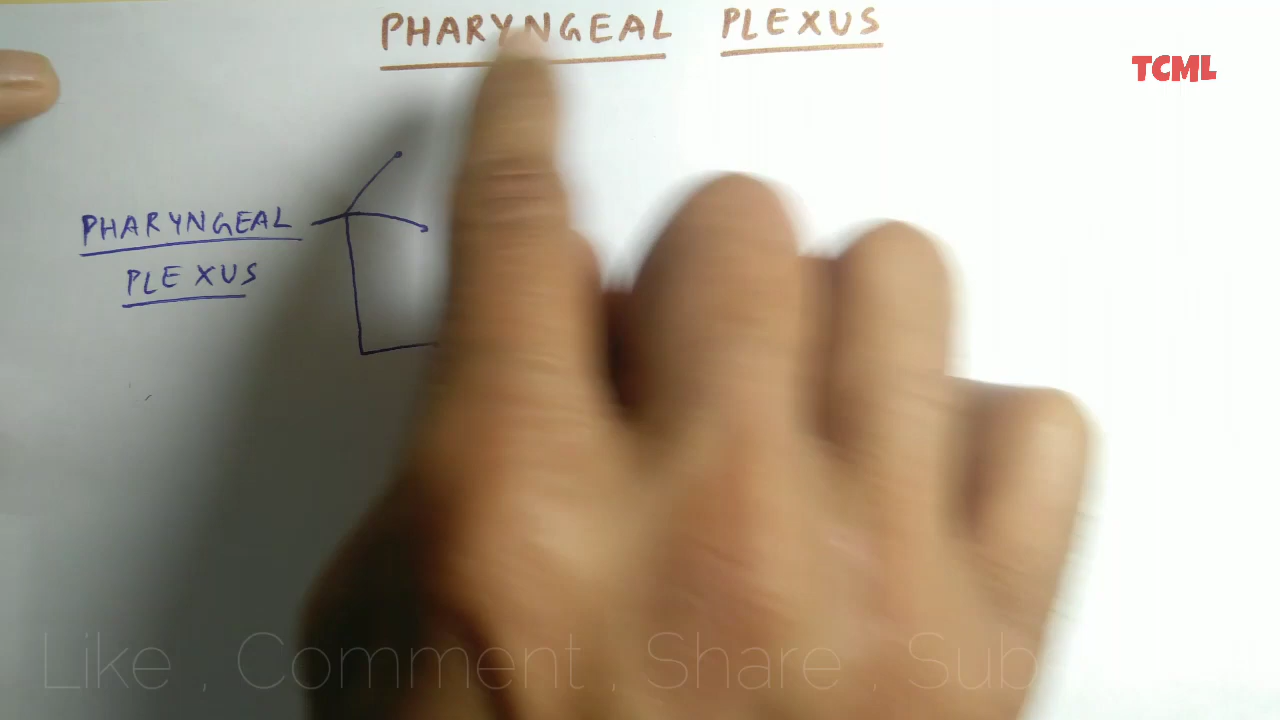 PHARYNGEAL PLEXUS
TCML
PHARYNGEAL
PLEXUS
Like , Comment , Share , Sub